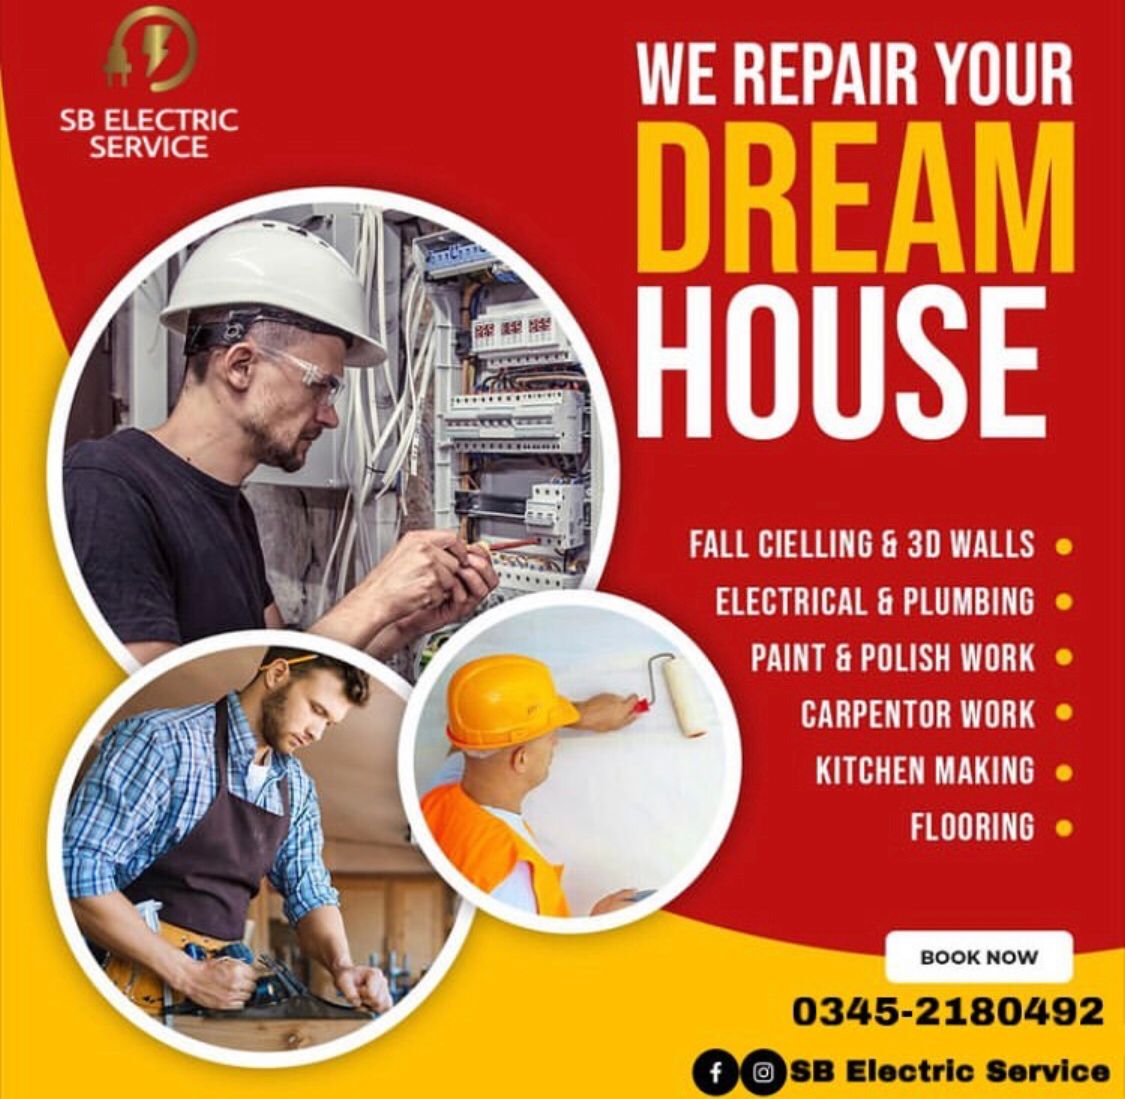 SB ELECTRIC
SERVICE
WE REPAIR YOUR
DREAM
HOUSE
FALL CIELLING & 3D WALLS
ELECTRICAL & PLUMBING
PAINT & POLISH WORK
CARPENTOR WORK
KITCHEN MAKING
FLOORING
BOOK NOW
0345-2180492
SB Electric Service